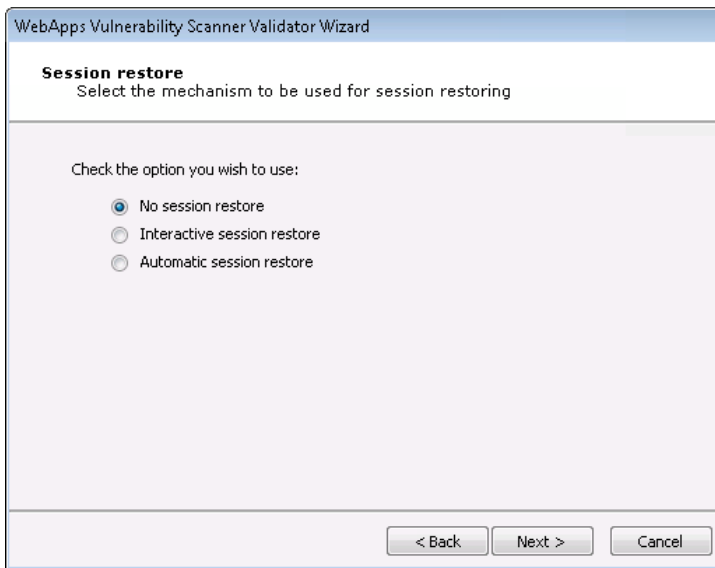 WebApps Vulnerability Scanner Validator Wizard
Session restore
Select the mechanism to be used for session restoring
Check the option you wish to use:
No session restore
Interactive session restore
Automatic session restore
< Back Next > Cancel